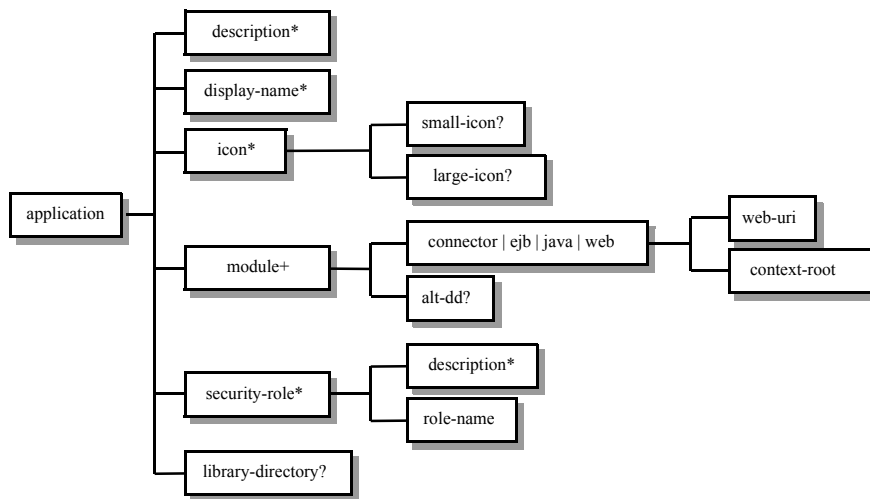 description*
display-name*
icon*
small-icon?
large-icon?
application
module+
connector | ejb | java | web
alt-dd?
web-uri
context-root
security-role*
description*
role-name
library-directory?